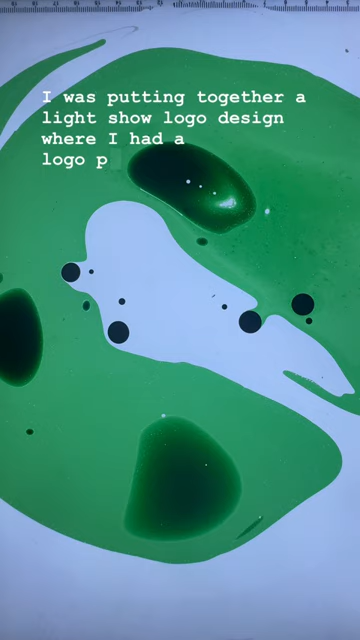 I was putting together a
light show logo design
where I had a
logo p